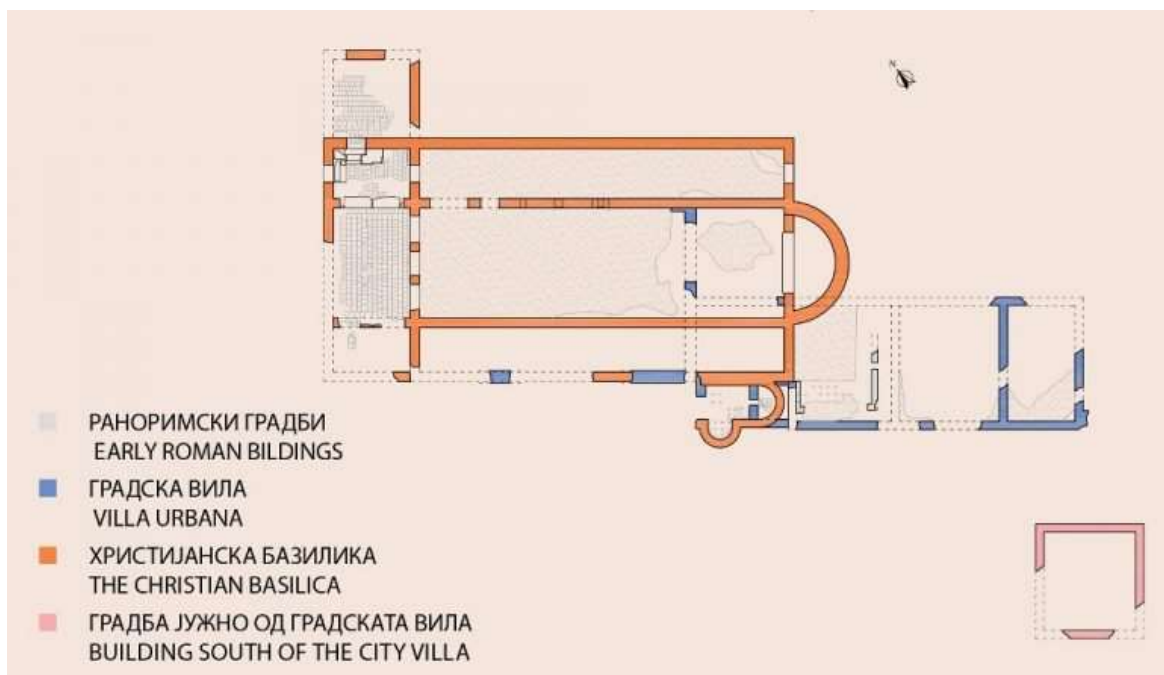 N
РАНОРИМСКИ ГРАДБИ
EARLY ROMAN BILDINGS
ГРАДСКА ВИЛА
VILLA URBANA
ХРИСТИЈАНСКА БАЗИЛИКА
THE CHRISTIAN BASILICA
ГРАДБА ЈУЖНО ОД ГРАДСКАТА ВИЛА
BUILDING SOUTH OF THE CITY VILLA